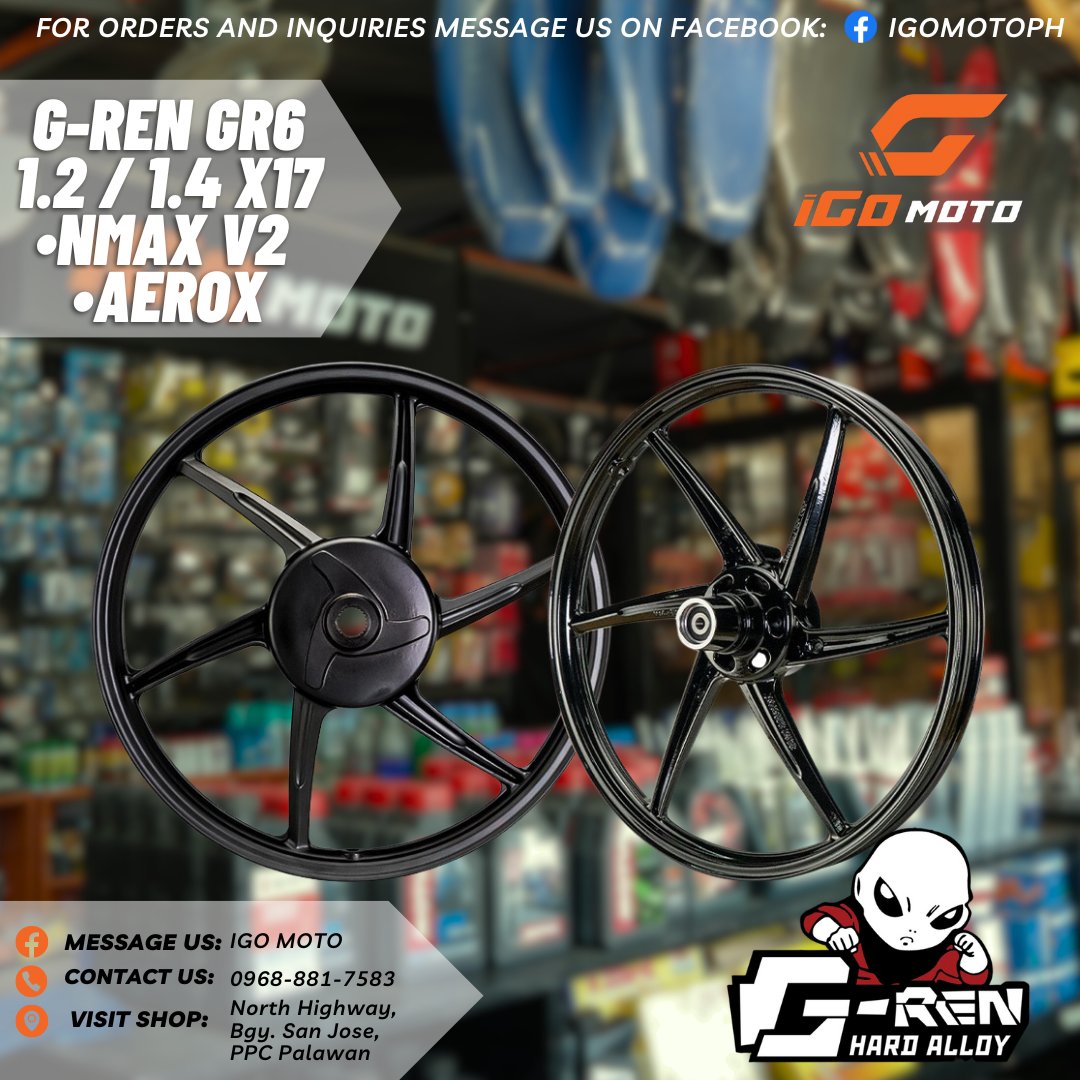 FOR ORDERS AND INQUIRIES MESSAGE US ON FACEBOOK: IGOMOTOPH
G-REN GR6
1.2 / 1.4 X17
•NMAX V2
•AEROX
iGO MOTO
MOTO
MESSAGE US: IGO MOTO
CONTACT US: 0968-881-7583
VISIT SHOP: North Highway,
Bgy. San Jose,
PPC Palawan
G-REN
HARD ALLOY